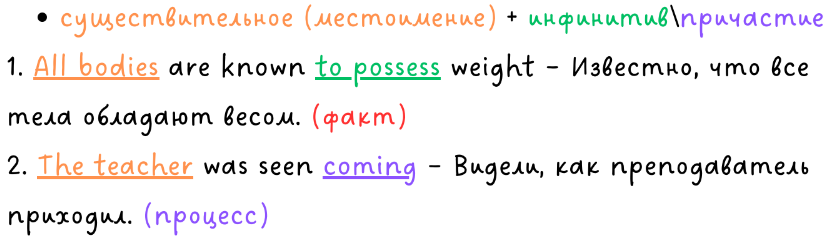 • существительное (местоимение) + инфинитив\причастие
1. All bodies are known to possess weight - Известно, что все
тела обладают весом. (факт)
2. The teacher was seen coming - Видели, как преподаватель
приходил. (процесс)